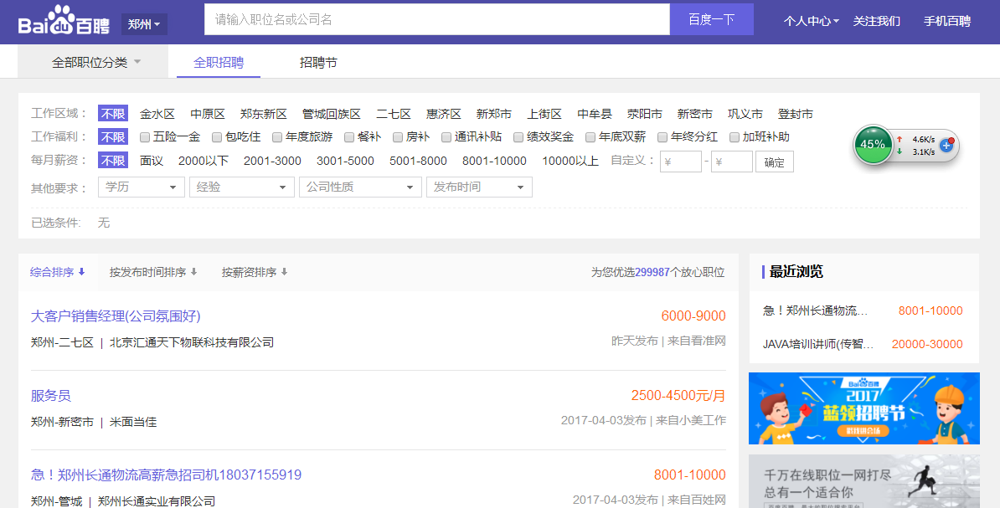 Bai du 百聘 郑州 请输入职位名或公司名 百度一下 个人中心 关注我们 手机百聘
全部职位分类 全职招聘 招聘节
工作区域： 不限 金水区 中原区 郑东新区 管城回族区 二七区 惠济区 新郑市 上街区 中牟县 荥阳市 新密市 巩义市 登封市
工作福利： 不限 五险一金 包吃住 年度旅游 餐补 房补 通讯补贴 绩效奖金 年底双薪 年终分红 加班补助
每月薪资： 不限 面议 2000以下 2001-3000 3001-5000 5001-8000 8001-10000 10000以上 自定义： ¥ - ¥ 确定
45% 4.6K/s
3.1K/s
其他要求： 学历 经验 公司性质 发布时间
已选条件: 无
综合排序 按发布时间排序 按薪资排序 为您优选299987个放心职位
大客户销售经理(公司氛围好) 6000-9000
郑州-二七区 | 北京汇通天下物联科技有限公司 昨天发布 | 来自看准网
服务员 2500-4500元/月
郑州-新密市 | 米面当佳 2017-04-03发布 | 来自小美工作
急！郑州长通物流高薪急招司机18037155919 8001-10000
郑州-管城 | 郑州长通实业有限公司 2017-04-03发布 | 来自百姓网
最近浏览
急！郑州长通物流... 8001-10000
JAVA培训讲师(传智... 20000-30000
Bai du 百聘
2017
蓝领招聘节
千万在线职位一网打尽
总有一个适合你